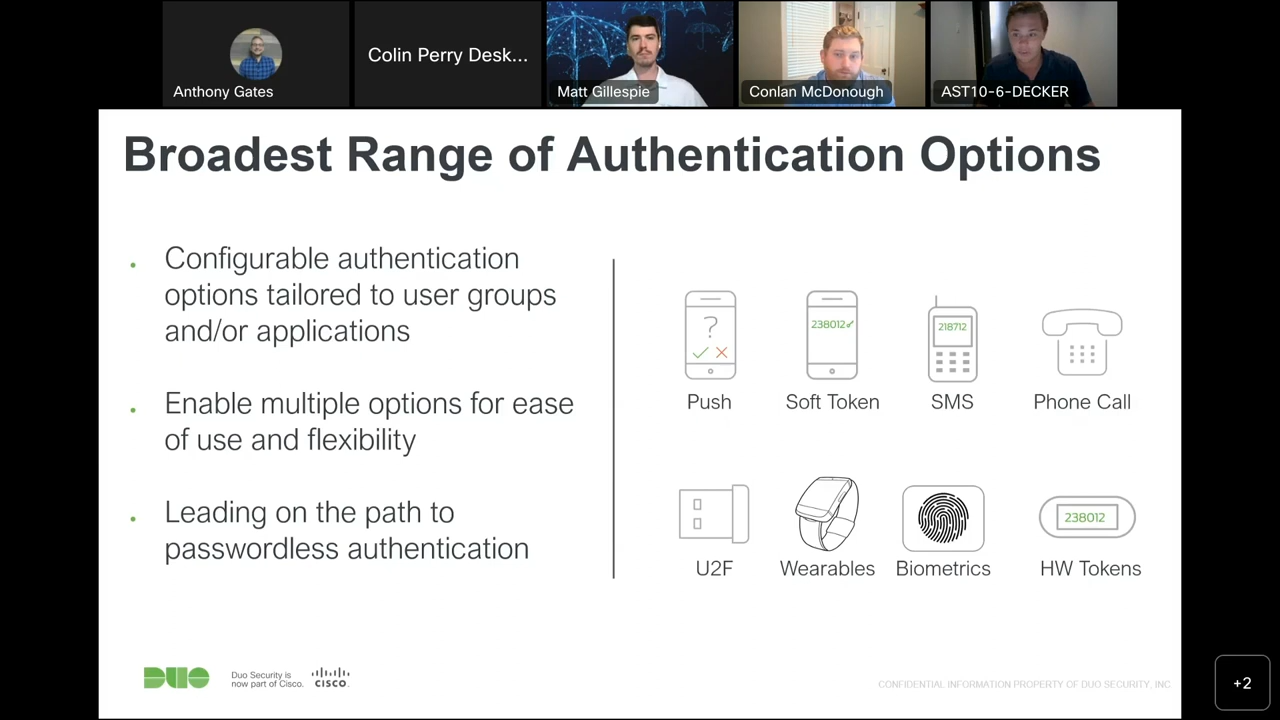 Anthony Gates
Colin Perry Desk...
Matt Gillespie
Conlan McDonough
AST10-6-DECKER
Broadest Range of Authentication Options
Configurable authentication
options tailored to user groups
and/or applications
Enable multiple options for ease
of use and flexibility
Leading on the path to
passwordless authentication
?
238012
218712
Push
Soft Token
SMS
Phone Call
238012
U2F
Wearables
Biometrics
HW Tokens
DUO
Duo Security is
now part of Cisco.
CISCO
CONFIDENTIAL INFORMATION PROPERTY OF DUO SECURITY, INC
+2